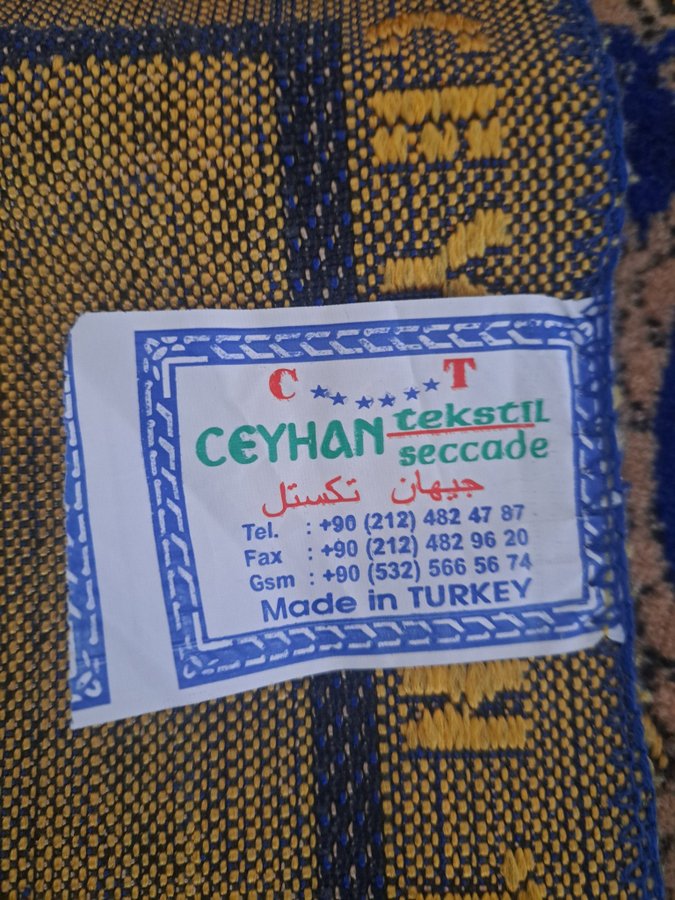 C ★★★★★ T
CEYHAN tekstil
seccade
جيهان تكستل
Tel. : +90 (212) 482 47 87
Fax : +90 (212) 482 96 20
Gsm : +90 (532) 566 56 74
Made in TURKEY